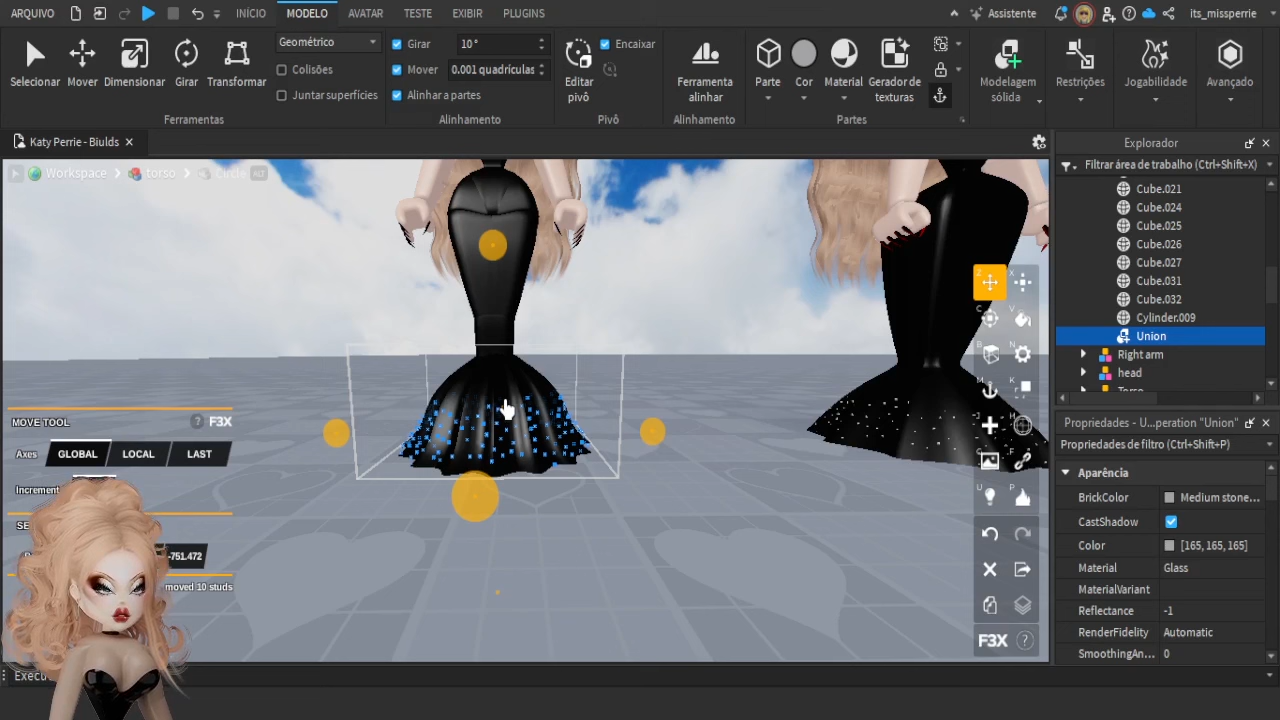 ARQUIVO
INÍCIO
MODELO
AVATAR
TESTE
EXIBIR
PLUGINS
Assistente
its_missperrie
Selecionar
Mover
Dimensionar
Girar
Transformar
Geométrico
Colisões
Juntar superfícies
Ferramentas
Girar
10°
Mover
0.001 quadrículas
Alinhar a partes
Alinhamento
Editar
pivô
Encaixar
Pivô
Ferramenta
alinhar
Alinhamento
Parte
Cor
Material
Gerador de
texturas
Partes
Modelagem
sólida
Restrições
Jogabilidade
Avançado
Katy Perrie - Biulds
Workspace
torso
Circle
ALT
Explorador
Filtrar área de trabalho (Ctrl+Shift+X)
Cube.021
Cube.024
Cube.025
Cube.026
Cube.027
Cube.031
Cube.032
Cylinder.009
Union
Right arm
head
Torso
MOVE TOOL
F3X
Axes
GLOBAL
LOCAL
LAST
Increment
SE
-751.472
moved 10 studs
Z
X
C
V
B
N
M
K
J
H
G
F
U
P
F3X
Propriedades - U...peration "Union"
Propriedades de filtro (Ctrl+Shift+P)
Aparência
BrickColor
Medium stone...
CastShadow
Color
[165, 165, 165]
Material
Glass
MaterialVariant
Reflectance
-1
RenderFidelity
Automatic
SmoothingAn...
0